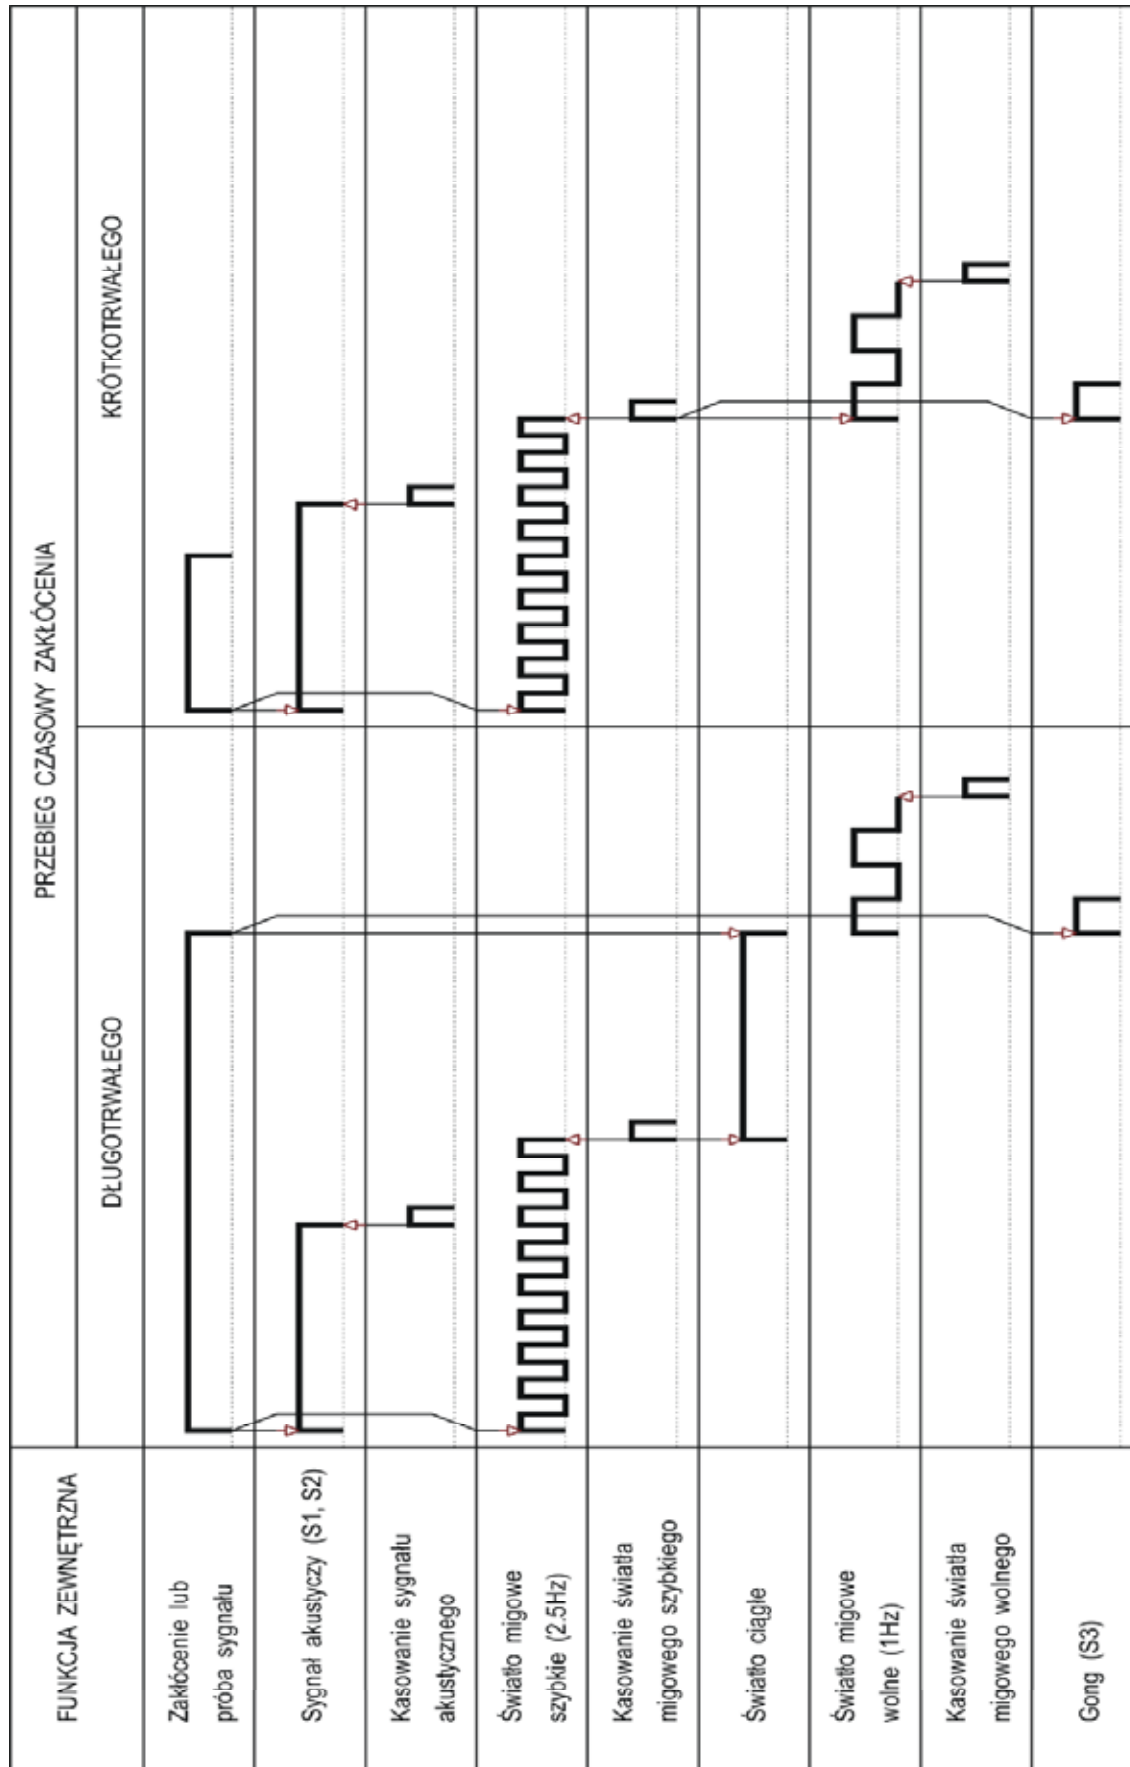 FUNKCJA ZEWNĘTRZNA
PRZEBIEG CZASOWY ZAKŁÓCENIA
DŁUGOTRWAŁEGO
KRÓTKOTRWAŁEGO
Zakłócenie lub
próba sygnału
Sygnał akustyczy (S1, S2)
Kasowanie sygnału
akustycznego
Światło migowe
szybkie (2.5Hz)
Kasowanie światła
migowego szybkiego
Światło ciągłe
Światło migowe
wolne (1Hz)
Kasowanie światła
migowego wolnego
Gong (S3)